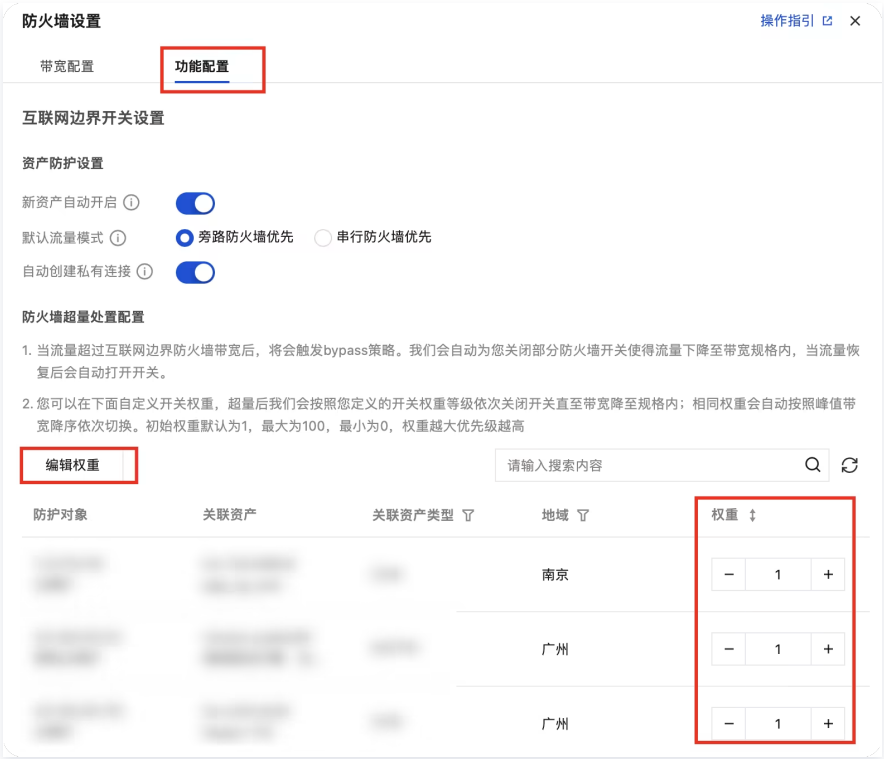 防火墙设置
操作指引
带宽配置
功能配置
互联网边界开关设置
资产防护设置
新资产自动开启
默认流量模式
旁路防火墙优先
串行防火墙优先
自动创建私有连接
防火墙超量处置配置
1. 当流量超过互联网边界防火墙带宽后，将会触发bypass策略。我们会自动为您关闭部分防火墙开关使得流量下降至带宽规格内，当流量恢
复后会自动打开开关。
2. 您可以在下面自定义开关权重，超量后我们会按照您定义的开关权重等级依次关闭开关直至带宽降至规格内；相同权重会自动按照峰值带
宽降序依次切换。初始权重默认为1，最大为100，最小为0，权重越大优先级越高
编辑权重
请输入搜索内容
防护对象 关联资产 关联资产类型 地域 权重
南京 − 1 +
广州 − 1 +
广州 − 1 +